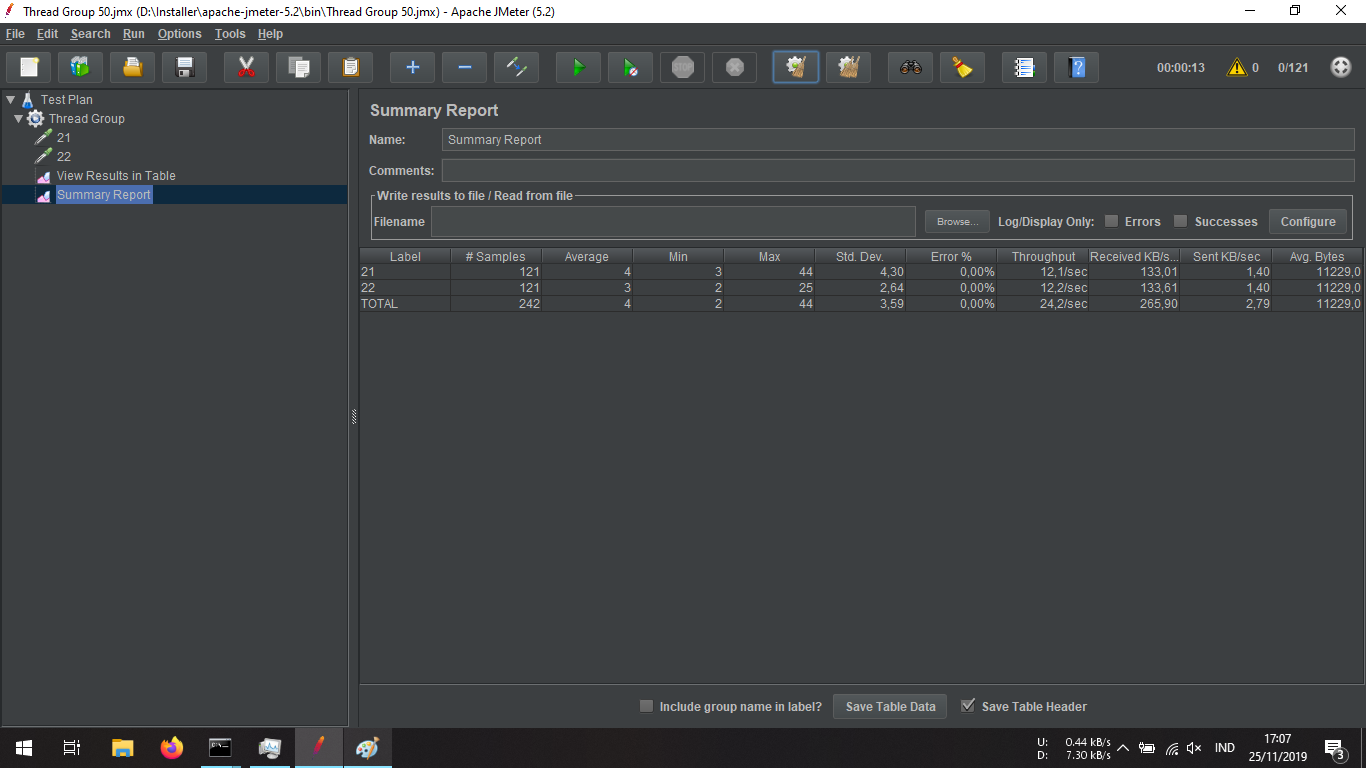 Thread Group 50.jmx (D:\Installer\apache-jmeter-5.2\bin\Thread Group 50.jmx) - Apache JMeter (5.2)
File Edit Search Run Options Tools Help
STOP 00:00:13 0 0/121
Test Plan
Thread Group
21
22
View Results in Table
Summary Report
Summary Report
Name: Summary Report
Comments:
Write results to file / Read from file
Filename Browse... Log/Display Only: Errors Successes Configure
Label # Samples Average Min Max Std. Dev. Error % Throughput Received KB/s... Sent KB/sec Avg. Bytes
21 121 4 3 44 4,30 0,00% 12,1/sec 133,01 1,40 11229,0
22 121 3 2 25 2,64 0,00% 12,2/sec 133,61 1,40 11229,0
TOTAL 242 4 2 44 3,59 0,00% 24,2/sec 265,90 2,79 11229,0
Include group name in label? Save Table Data Save Table Header
U: 0.44 kB/s
D: 7.30 kB/s
IND
17:07
25/11/2019
3